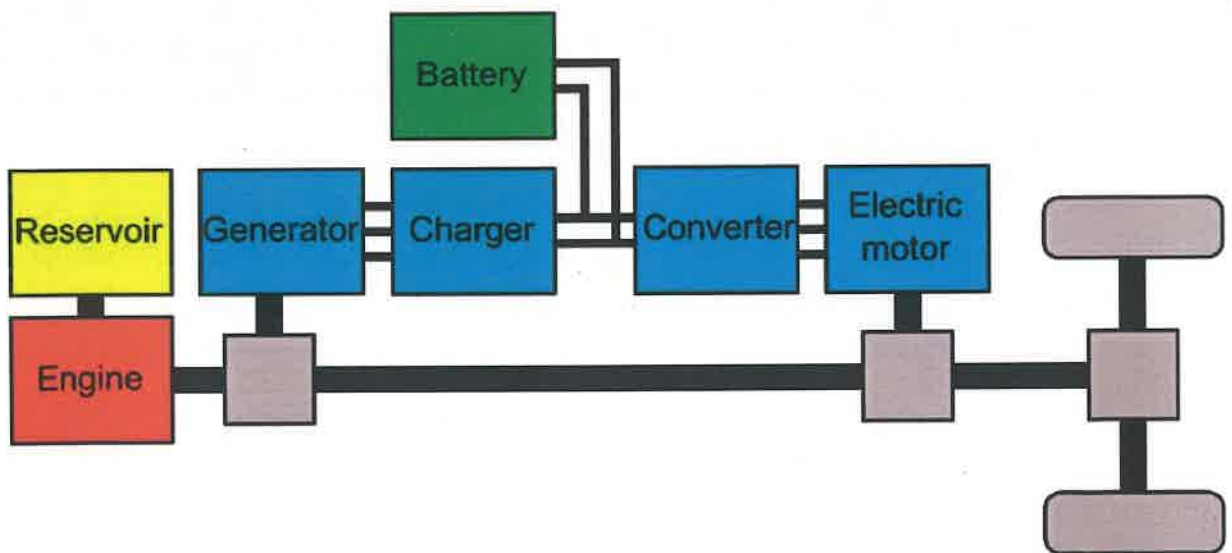 Battery
Reservoir
Generator
Charger
Converter
Electric
motor
Engine